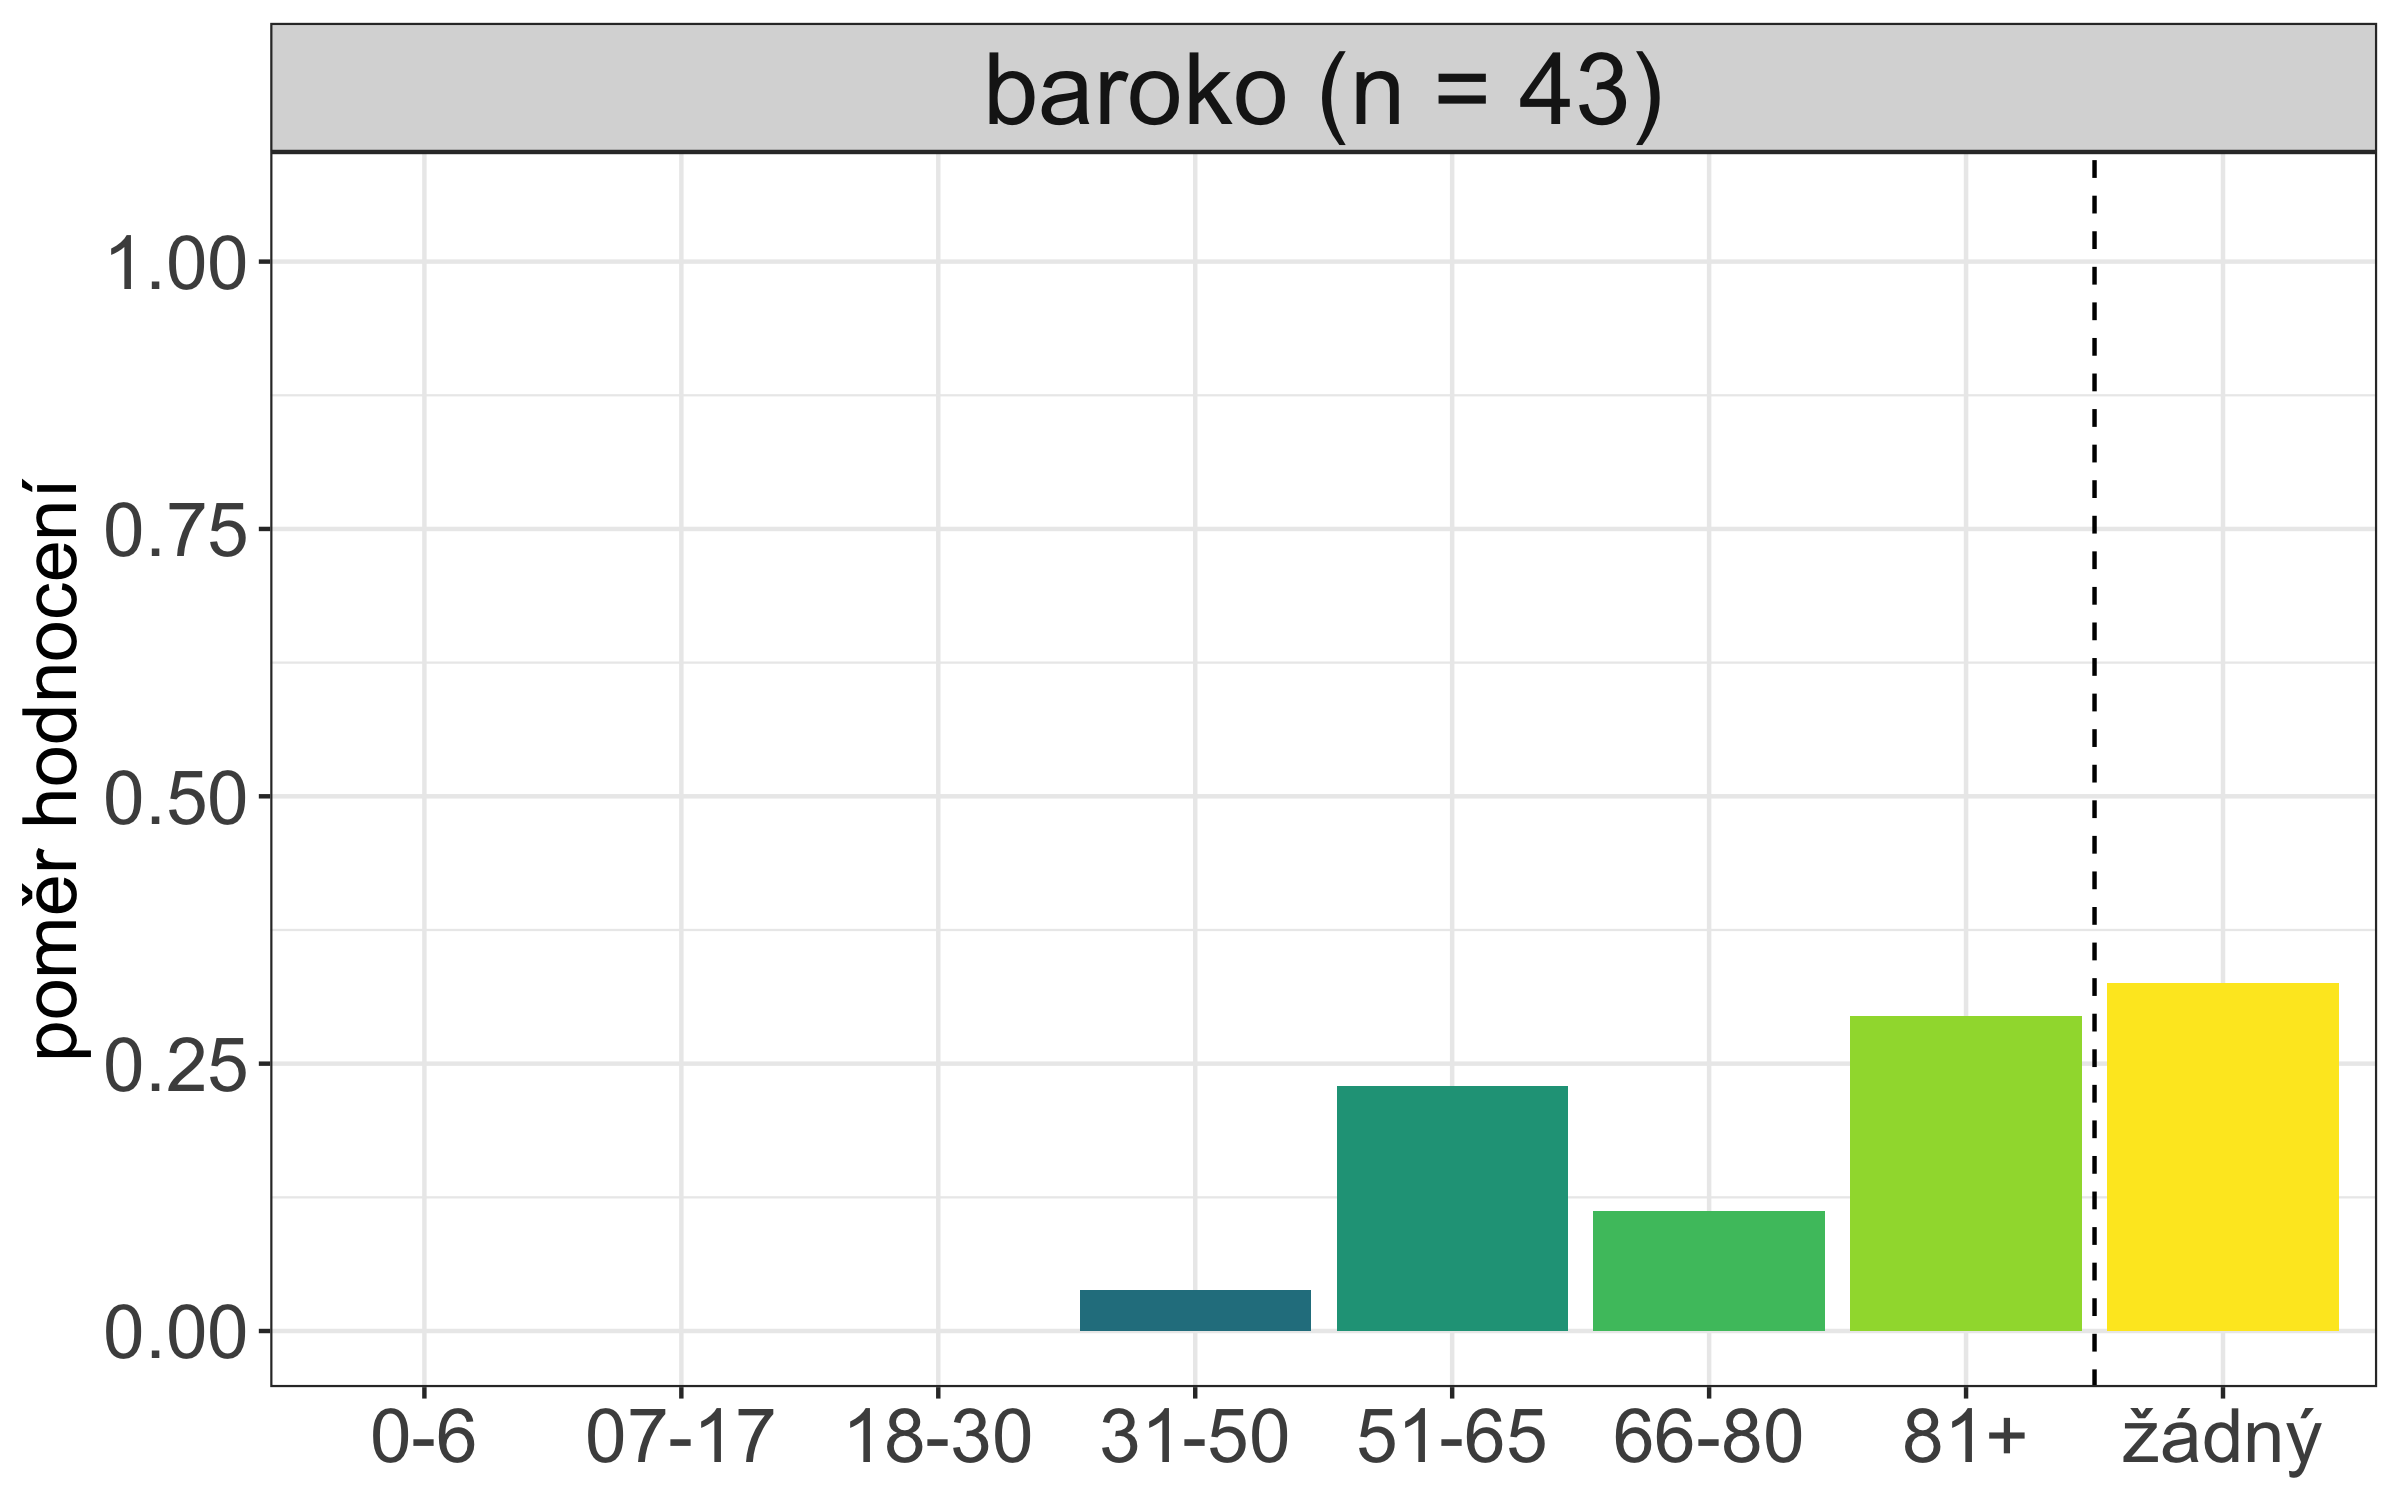 baroko (n = 43)
poměr hodnocení
1.00
0.75
0.50
0.25
0.00
0-6 07-17 18-30 31-50 51-65 66-80 81+ žádný